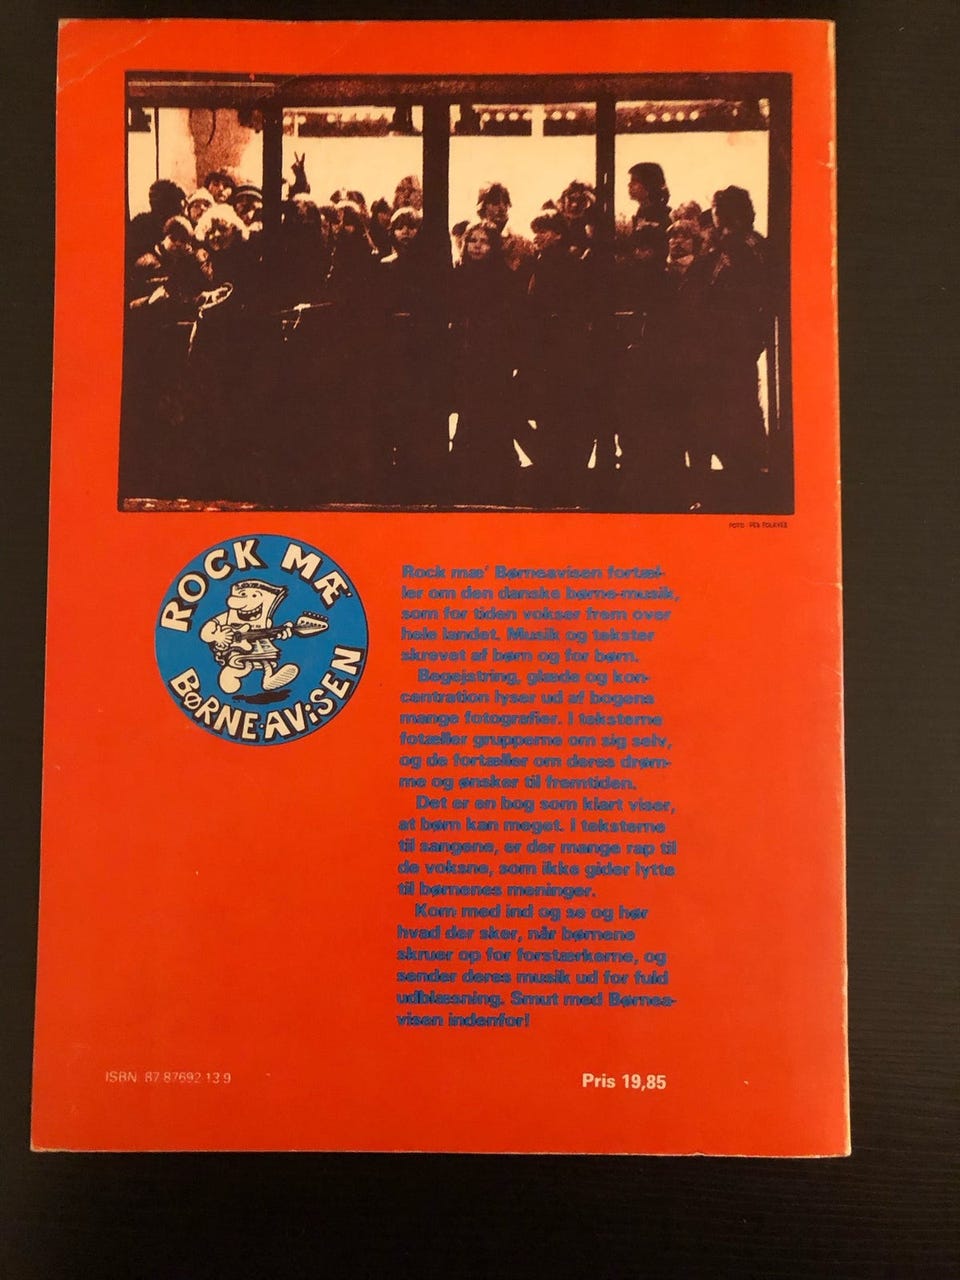 FOTO: PER FOLKVER
ROCK MÆ'
BØRNE·AViSEN
Rock mæ' Børneavisen fortæl-
ler om den danske børne-musik,
som for tiden vokser frem over
hele landet. Musik og tekster
skrevet af børn og for børn.
Begejstring, glæde og kon-
centration lyser ud af bogens
mange fotografier. I teksterne
fotæller grupperne om sig selv,
og de fortæller om deres drøm-
me og ønsker til fremtiden.
Det er en bog som klart viser,
at børn kan meget. I teksterne
til sangene, er der mange rap til
de voksne, som ikke gider lytte
til børnenes meninger.
Kom med ind og se og hør
hvad der sker, når børnene
skruer op for forstærkerne, og
sender deres musik ud for fuld
udblæsning. Smut med Børnea-
visen indenfor!
ISBN 87 87692 13 9
Pris 19,85